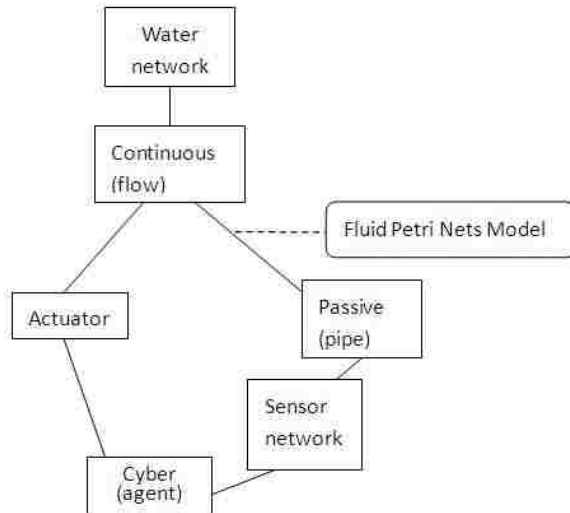 Water
network
Continuous
(flow)
Fluid Petri Nets Model
Actuator
Passive
(pipe)
Sensor
network
Cyber
(agent)